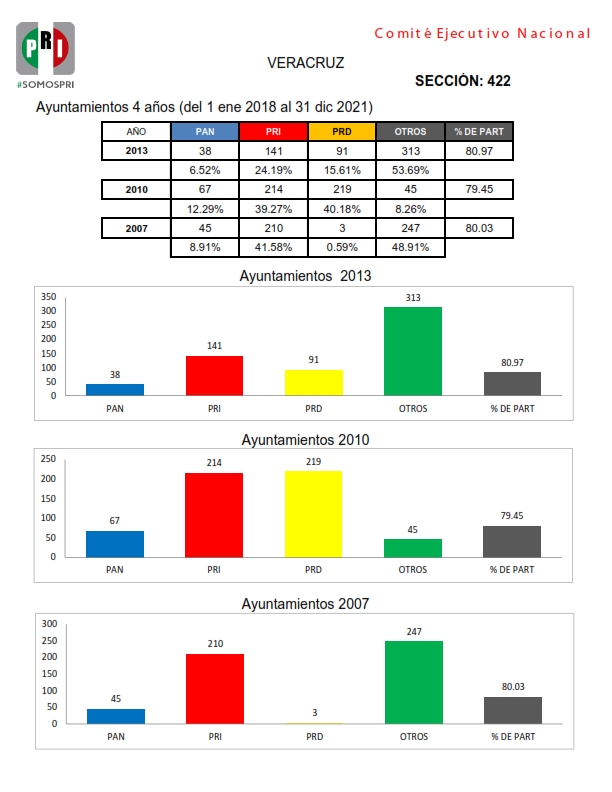 Comité Ejecutivo Nacional
PRI
#SOMOSPRI
VERACRUZ
SECCIÓN: 422
Ayuntamientos 4 años (del 1 ene 2018 al 31 dic 2021)
AÑO PAN PRI PRD OTROS % DE PART
2013 38 141 91 313 80.97
6.52% 24.19% 15.61% 53.69%
2010 67 214 219 45 79.45
12.29% 39.27% 40.18% 8.26%
2007 45 210 3 247 80.03
8.91% 41.58% 0.59% 48.91%
Ayuntamientos 2013
350
300
250
200
150
100
50
0
38 141 91 313 80.97
PAN PRI PRD OTROS % DE PART
Ayuntamientos 2010
250
200
150
100
50
0
67 214 219 45 79.45
PAN PRI PRD OTROS % DE PART
Ayuntamientos 2007
300
250
200
150
100
50
0
45 210 3 247 80.03
PAN PRI PRD OTROS % DE PART